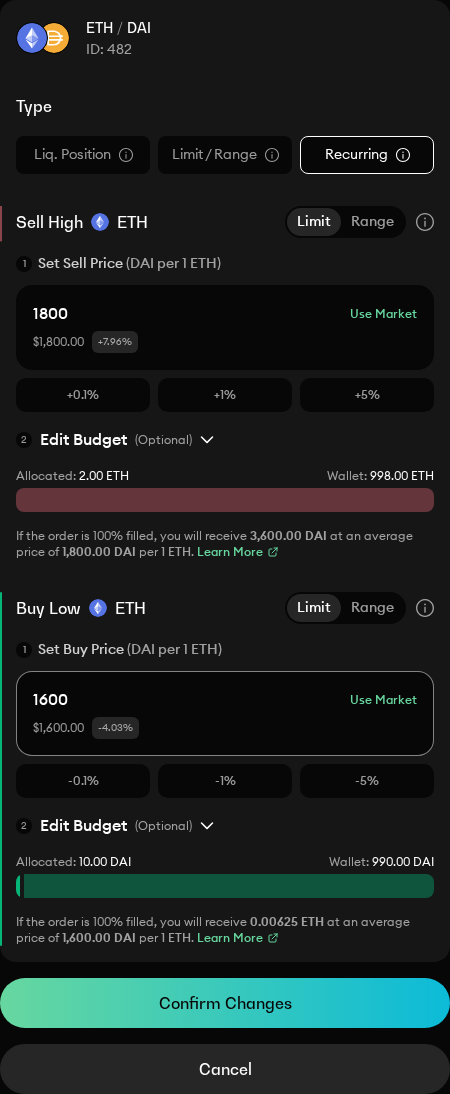 ETH / DAI
ID: 482
Type
Liq. Position
Limit / Range
Recurring
Sell High ETH
Limit Range
1 Set Sell Price (DAI per 1 ETH)
1800
Use Market
$1,800.00 +7.96%
+0.1% +1% +5%
2 Edit Budget (Optional)
Allocated: 2.00 ETH
Wallet: 998.00 ETH
If the order is 100% filled, you will receive 3,600.00 DAI at an average
price of 1,800.00 DAI per 1 ETH. Learn More
Buy Low ETH
Limit Range
1 Set Buy Price (DAI per 1 ETH)
1600
Use Market
$1,600.00 -4.03%
-0.1% -1% -5%
2 Edit Budget (Optional)
Allocated: 10.00 DAI
Wallet: 990.00 DAI
If the order is 100% filled, you will receive 0.00625 ETH at an average
price of 1,600.00 DAI per 1 ETH. Learn More
Confirm Changes
Cancel